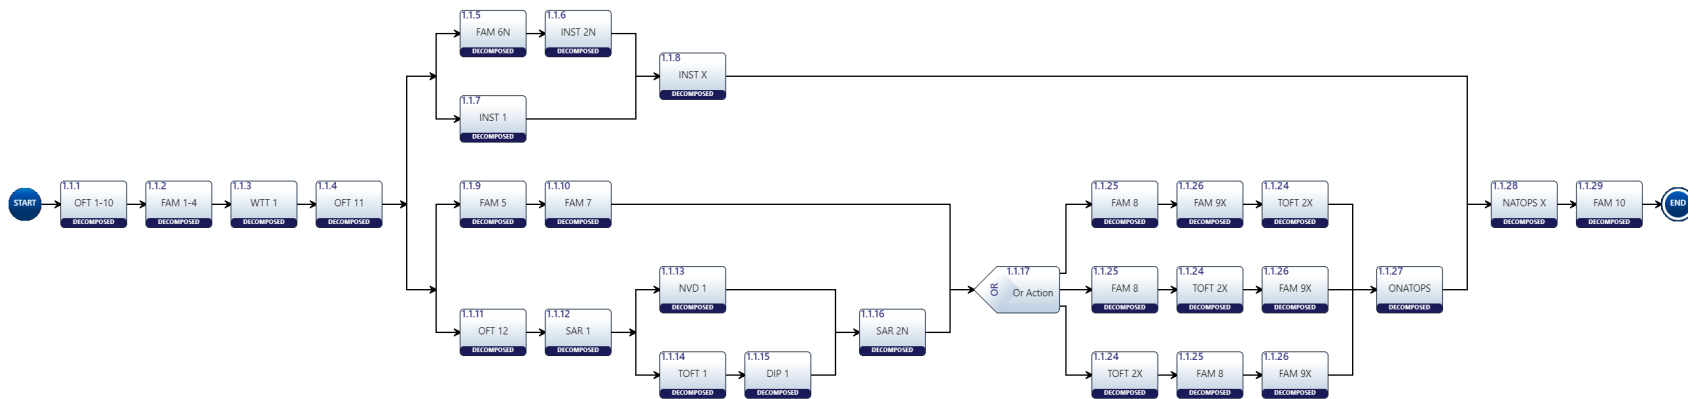 START
1.1.1
OFT 1-10
DECOMPOSED
1.1.2
FAM 1-4
DECOMPOSED
1.1.3
WTT 1
DECOMPOSED
1.1.4
OFT 11
DECOMPOSED
1.1.5
FAM 6N
DECOMPOSED
1.1.6
INST 2N
DECOMPOSED
1.1.7
INST 1
DECOMPOSED
1.1.8
INST X
DECOMPOSED
1.1.9
FAM 5
DECOMPOSED
1.1.10
FAM 7
DECOMPOSED
1.1.11
OFT 12
DECOMPOSED
1.1.12
SAR 1
DECOMPOSED
1.1.13
NVD 1
DECOMPOSED
1.1.14
TOFT 1
DECOMPOSED
1.1.15
DIP 1
DECOMPOSED
1.1.16
SAR 2N
DECOMPOSED
1.1.17
OR
Or Action
1.1.25
FAM 8
DECOMPOSED
1.1.26
FAM 9X
DECOMPOSED
1.1.24
TOFT 2X
DECOMPOSED
1.1.25
FAM 8
DECOMPOSED
1.1.24
TOFT 2X
DECOMPOSED
1.1.26
FAM 9X
DECOMPOSED
1.1.24
TOFT 2X
DECOMPOSED
1.1.25
FAM 8
DECOMPOSED
1.1.26
FAM 9X
DECOMPOSED
1.1.27
ONATOPS
DECOMPOSED
1.1.28
NATOPS X
DECOMPOSED
1.1.29
FAM 10
DECOMPOSED
END